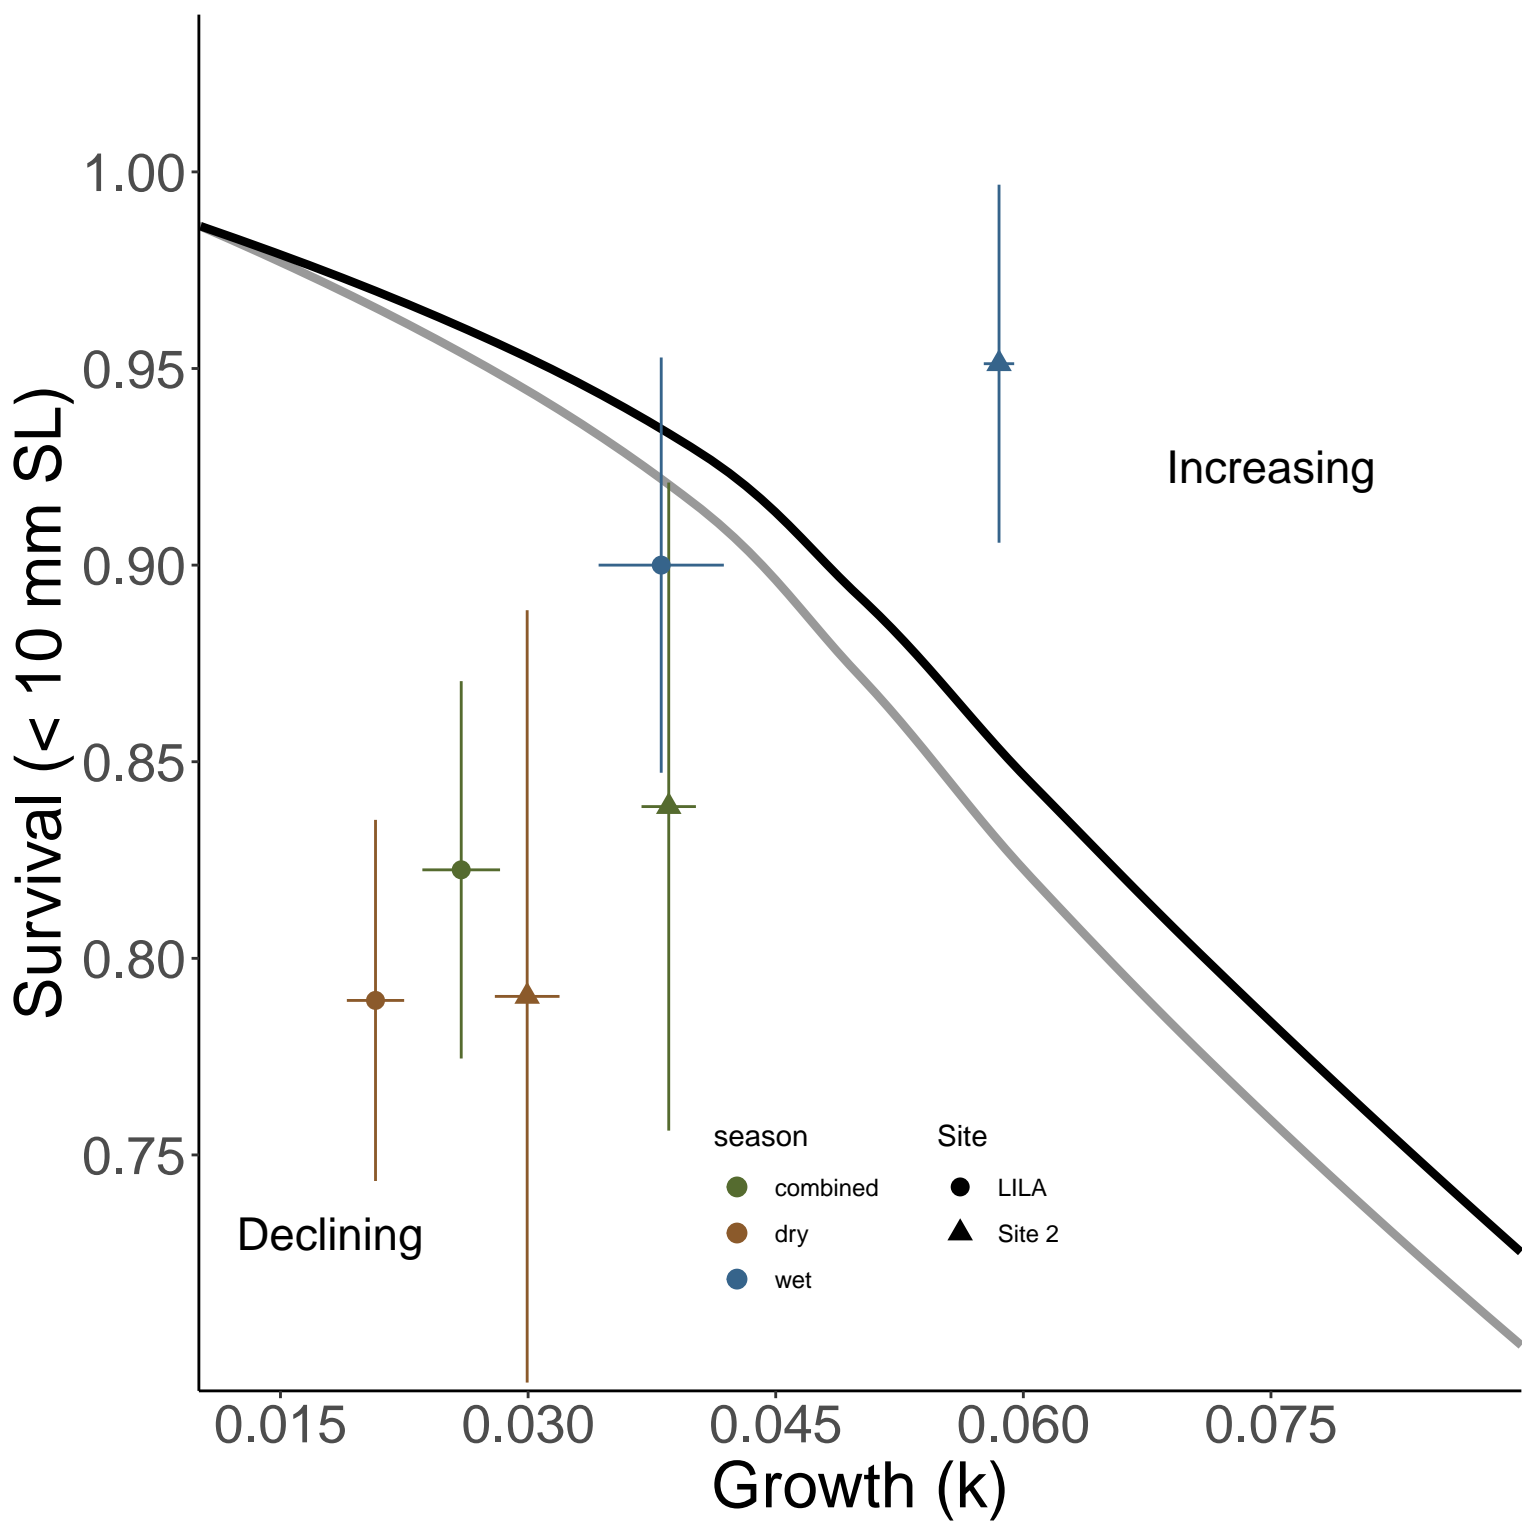 Survival (< 10 mm SL)
1.00
0.95
0.90
0.85
0.80
0.75
Increasing
Declining
season
combined
dry
wet
Site
LILA
Site 2
0.015
0.030
0.045
0.060
0.075
Growth (k)